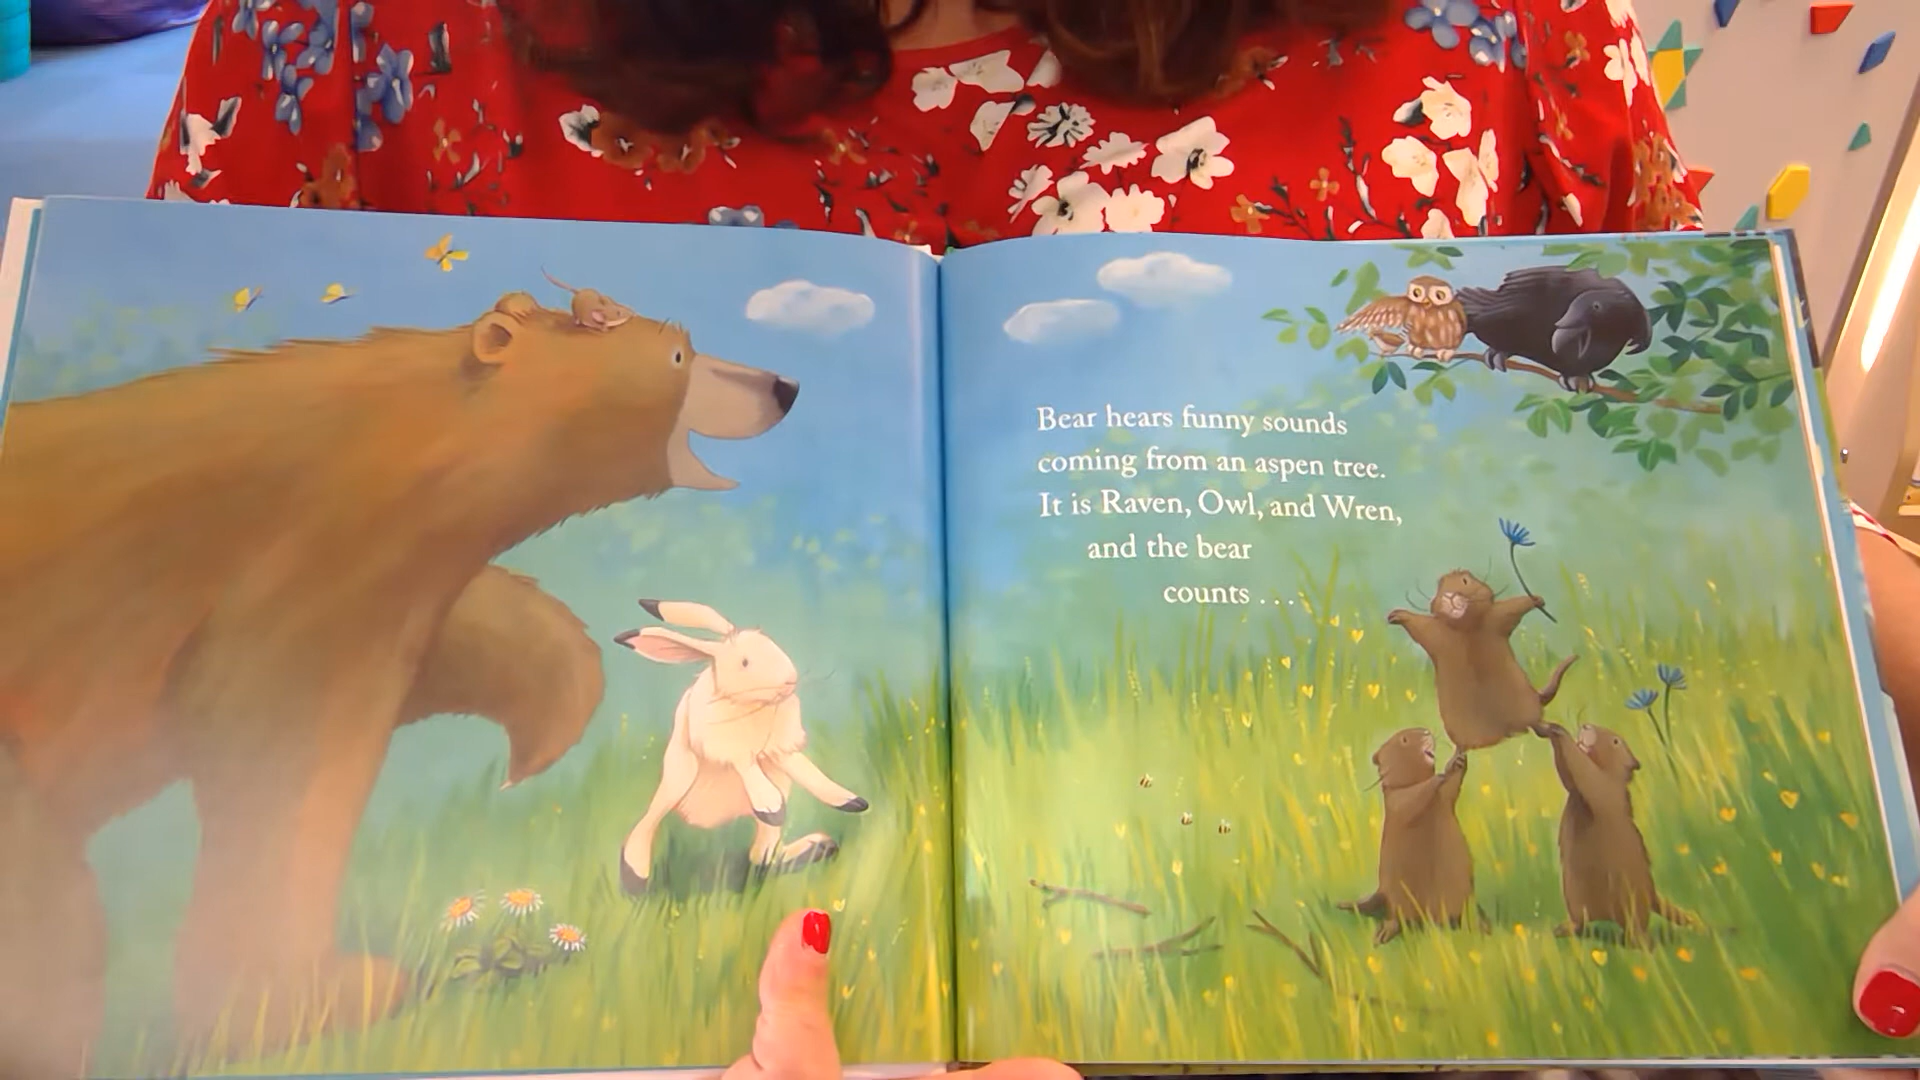 Bear hears funny sounds
coming from an aspen tree.
It is Raven, Owl, and Wren,
and the bear
counts . . .